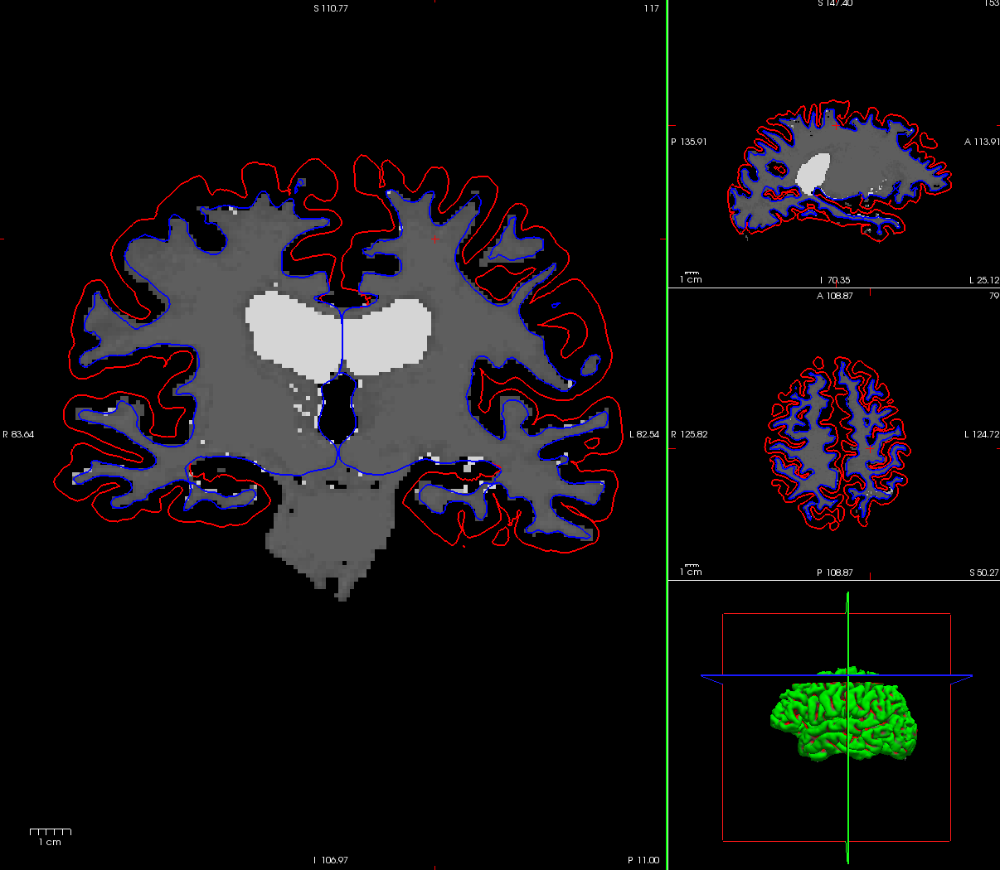 S 110.77
117
R 83.64
L 82.54
1 cm
I 106.97
P 11.00
S 147.40
153
P 135.91
A 113.91
1 cm
I 70.35
L 25.12
A 108.87
79
R 125.82
L 124.72
1 cm
P 108.87
S 50.27